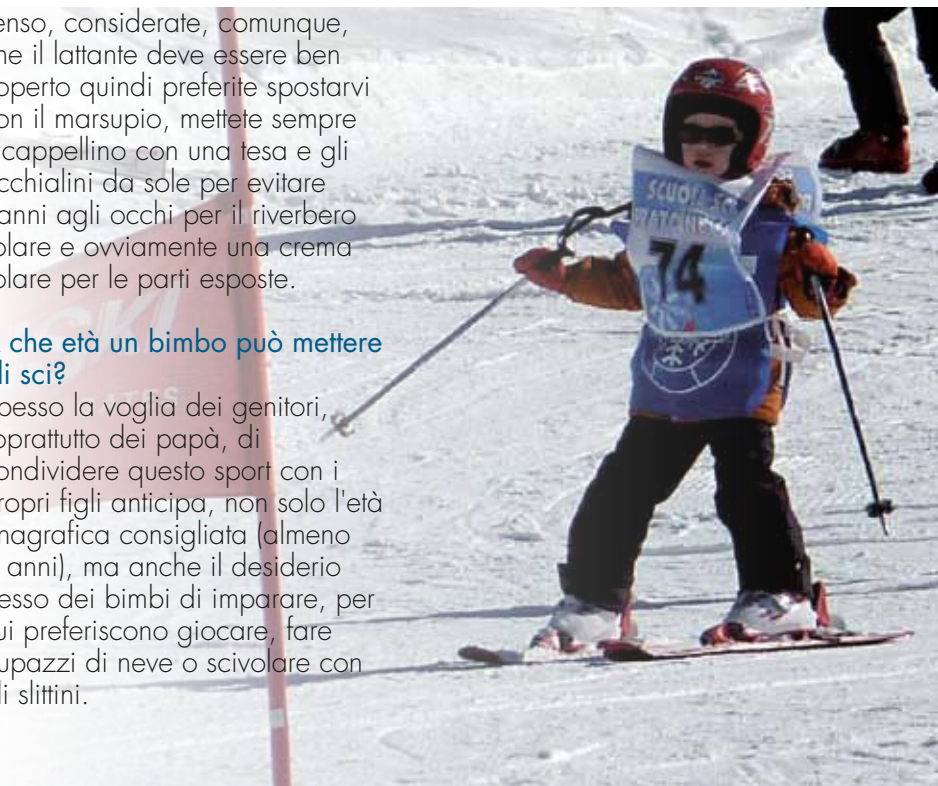 enso, considerate, comunque,
ne il lattante deve essere ben
operto quindi preferite spostarvi
on il marsupio, mettete sempre
cappellino con una tesa e gli
cchialini da sole per evitare
anni agli occhi per il riverbero
olare e ovviamente una crema
olare per le parti esposte.
che età un bimbo può mettere
li sci?
pesso la voglia dei genitori,
oprattutto dei papà, di
ondividere questo sport con i
ropri figli anticipa, non solo l'età
nagrafica consigliata (almeno
anni), ma anche il desiderio
esso dei bimbi di imparare, per
ui preferiscono giocare, fare
upazzi di neve o scivolare con
li slittini.
SKI
74